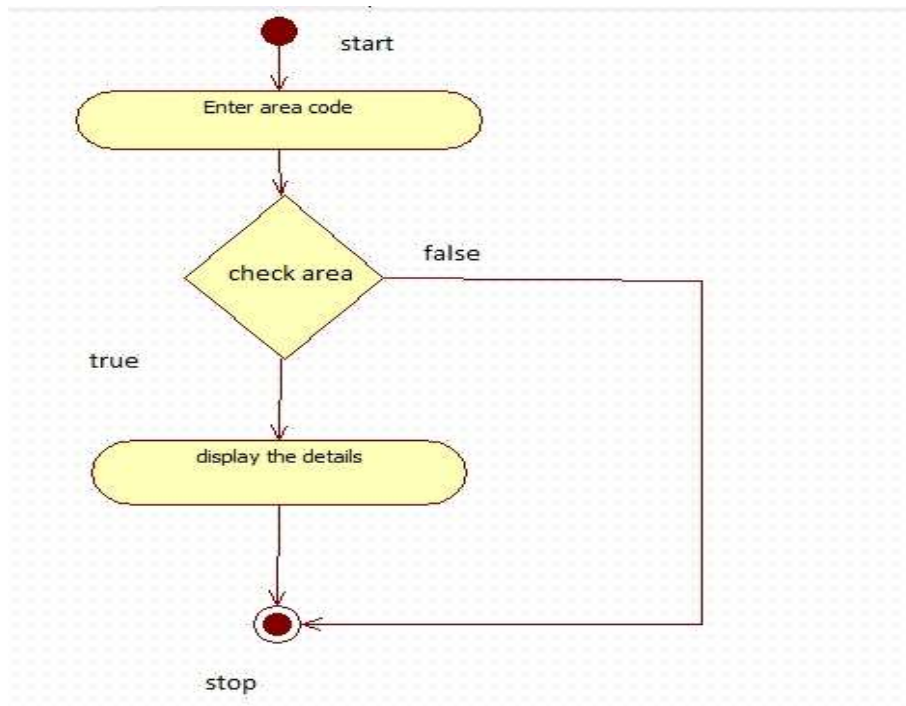 start
Enter area code
false
check area
true
display the details
stop